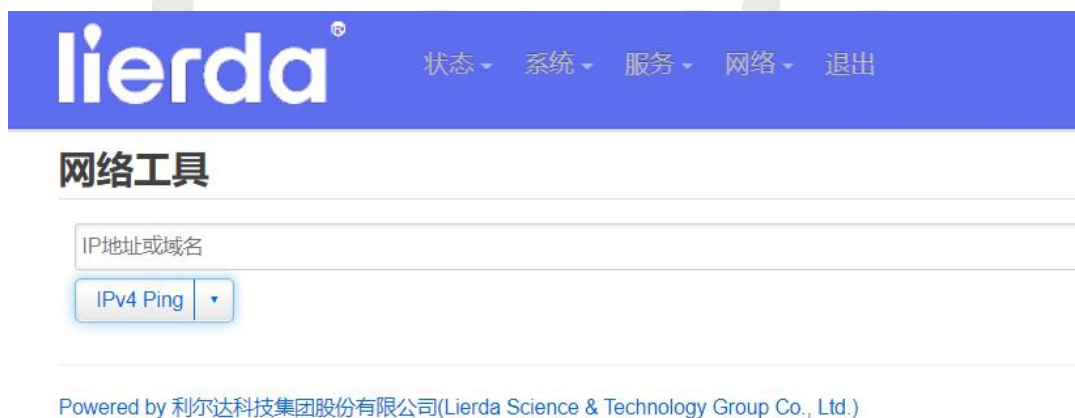 lierda® 状态 系统 服务 网络 退出
网络工具
IP地址或域名
IPv4 Ping
Powered by 利尔达科技集团股份有限公司(Lierda Science & Technology Group Co., Ltd.)